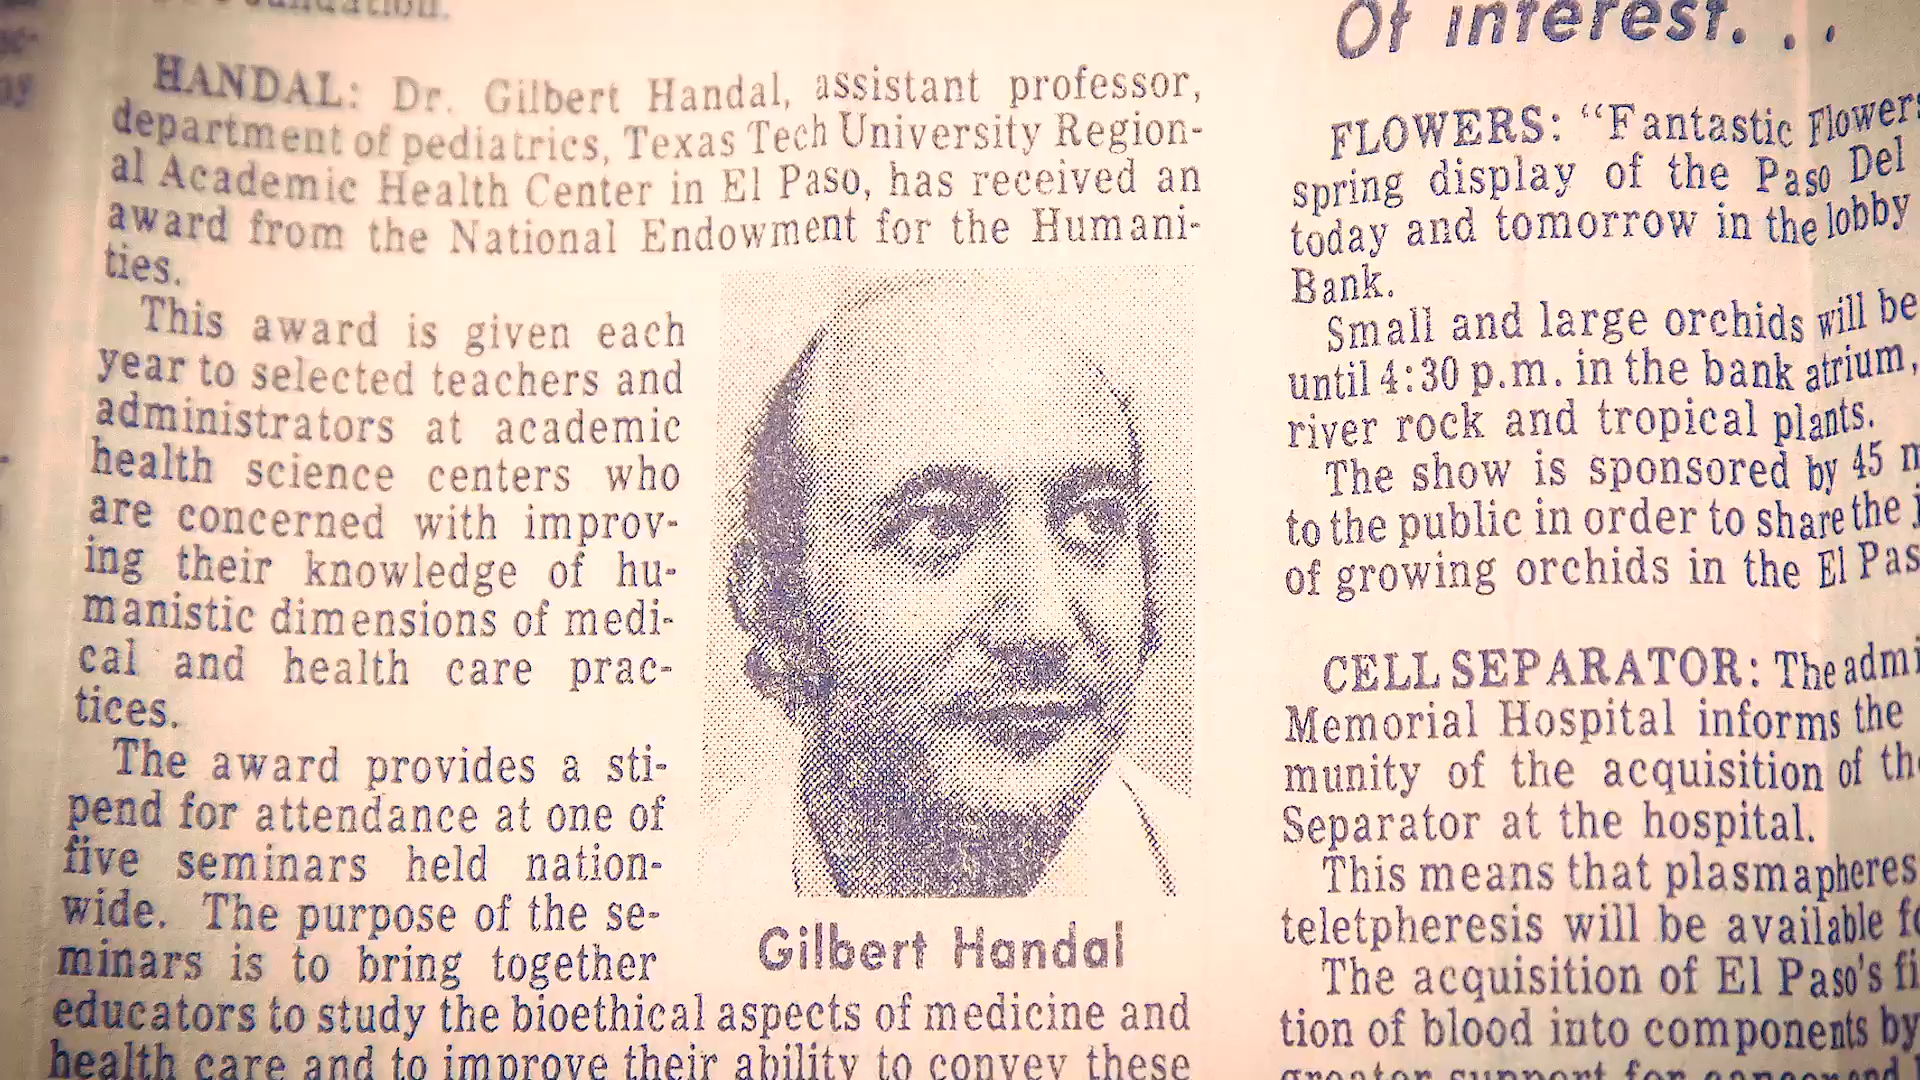 HANDAL: Dr. Gilbert Handal, assistant professor,
department of pediatrics, Texas Tech University Region-
al Academic Health Center in El Paso, has received an
award from the National Endowment for the Humani-
ties.
This award is given each
year to selected teachers and
administrators at academic
health science centers who
are concerned with improv-
ing their knowledge of hu-
manistic dimensions of medi-
cal and health care prac-
tices.
The award provides a sti-
pend for attendance at one of
five seminars held nation-
wide. The purpose of the se-
minars is to bring together
educators to study the bioethical aspects of medicine and
health care and to improve their ability to convey these
Gilbert Handal
Of interest. . .
FLOWERS: "Fantastic Flowers
spring display of the Paso Del
today and tomorrow in the lobby
Bank.
Small and large orchids will be
until 4:30 p.m. in the bank atrium,
river rock and tropical plants.
The show is sponsored by 45
to the public in order to share the
of growing orchids in the El Pas
CELL SEPARATOR: The admi
Memorial Hospital informs the
munity of the acquisition of the
Separator at the hospital.
This means that plasmapheres
teletpheresis will be available
The acquisition of El Paso's
tion of blood into components by
greater support for